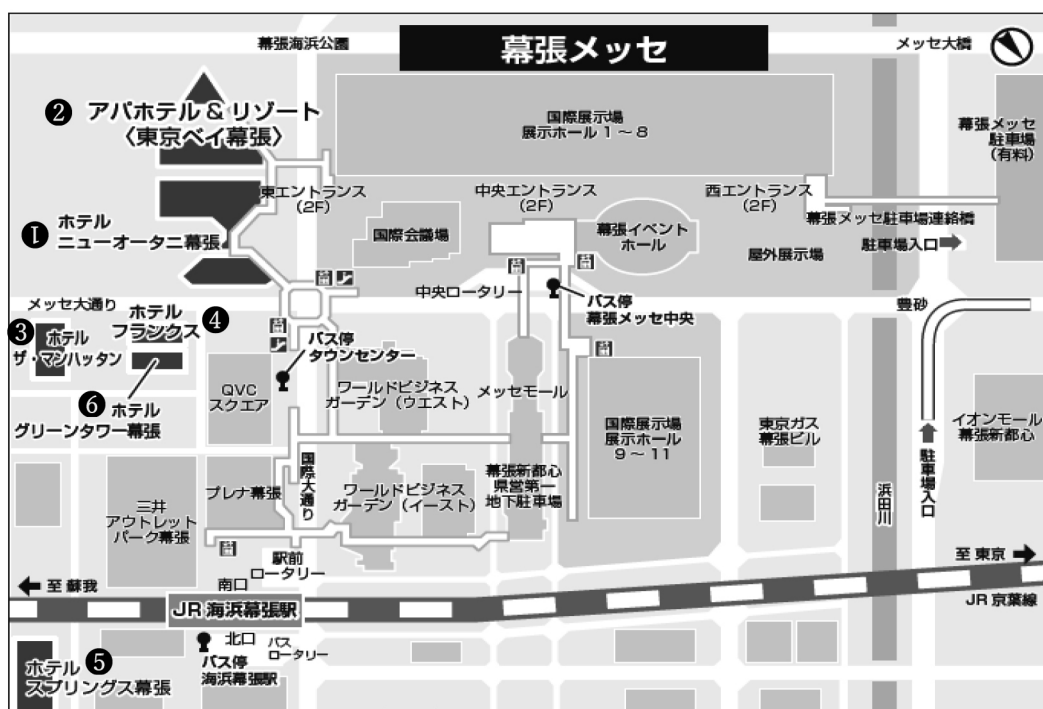 幕張海浜公園
幕張メッセ
メッセ大橋
❷ アパホテル & リゾート
〈東京ベイ幕張〉
国際展示場
展示ホール 1 ～ 8
幕張メッセ
駐車場
(有料)
東エントランス
(2F)
中央エントランス
(2F)
西エントランス
(2F)
幕張メッセ駐車場連絡橋
駐車場入口
❶ ホテル
ニューオータニ幕張
国際会議場
幕張イベント
ホール
屋外展示場
メッセ大通り
中央ロータリー
バス停
幕張メッセ中央
豊砂
❸ ホテル
ザ・マンハッタン
ホテル
フランクス ❹
バス停
タウンセンター
QVC
スクエア
ワールドビジネス
ガーデン (ウエスト)
メッセモール
❻ ホテル
グリーンタワー幕張
国際展示場
展示ホール
9 ～ 11
東京ガス
幕張ビル
イオンモール
幕張新都心
駐車場入口
浜田川
三井
アウトレット
パーク幕張
プレナ幕張
国際大通り
ワールドビジネス
ガーデン (イースト)
幕張新都心
県営第一
地下駐車場
駅前
ロータリー
南口
至 蘇我
至 東京
JR 海浜幕張駅
JR 京葉線
北口
バス
ロータリー
バス停
海浜幕張駅
ホテル ❺
スプリングス幕張